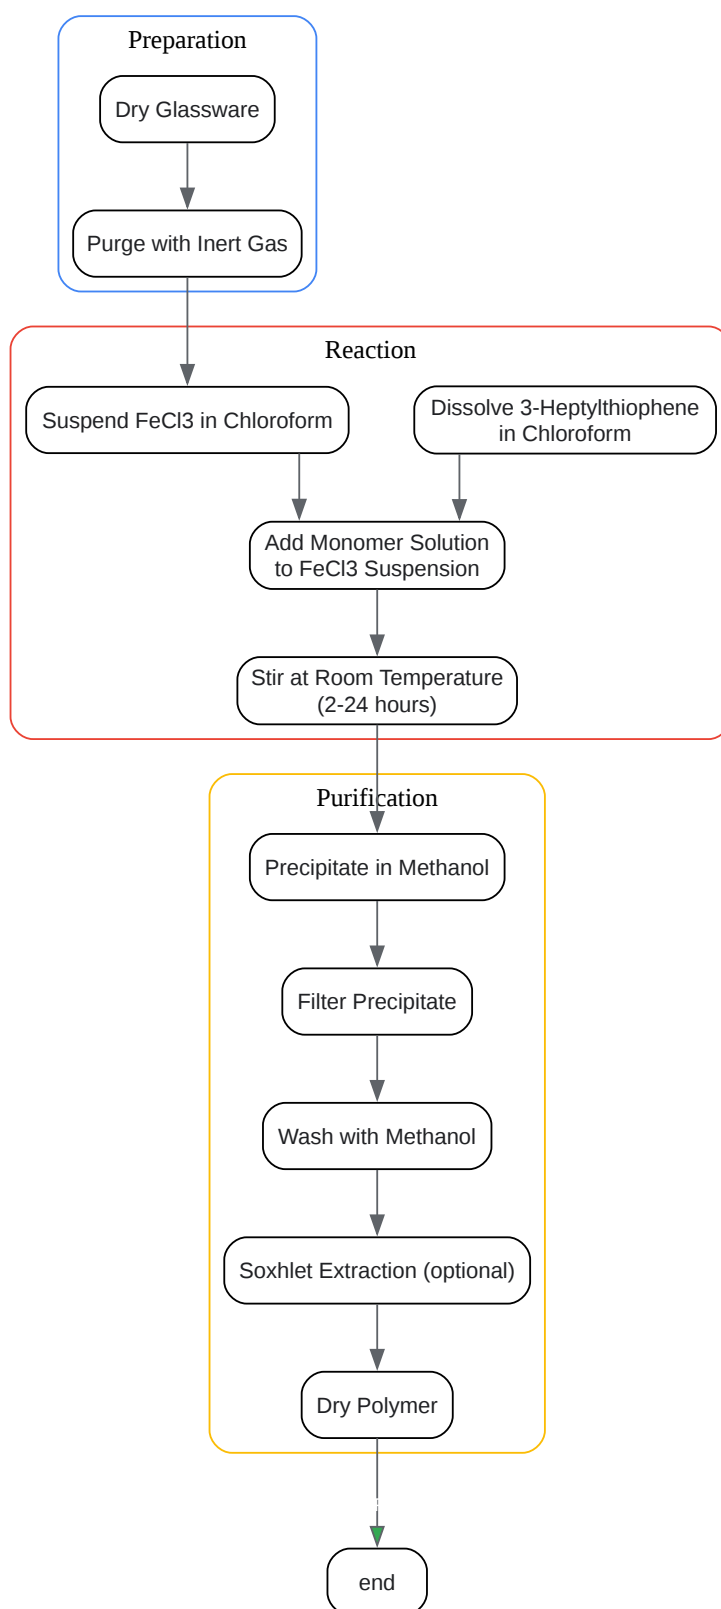 Preparation
Dry Glassware
Purge with Inert Gas
Reaction
Suspend FeCl3 in Chloroform
Dissolve 3-Heptylthiophene
in Chloroform
Add Monomer Solution
to FeCl3 Suspension
Stir at Room Temperature
(2-24 hours)
Purification
Precipitate in Methanol
Filter Precipitate
Wash with Methanol
Soxhlet Extraction (optional)
Dry Polymer
end